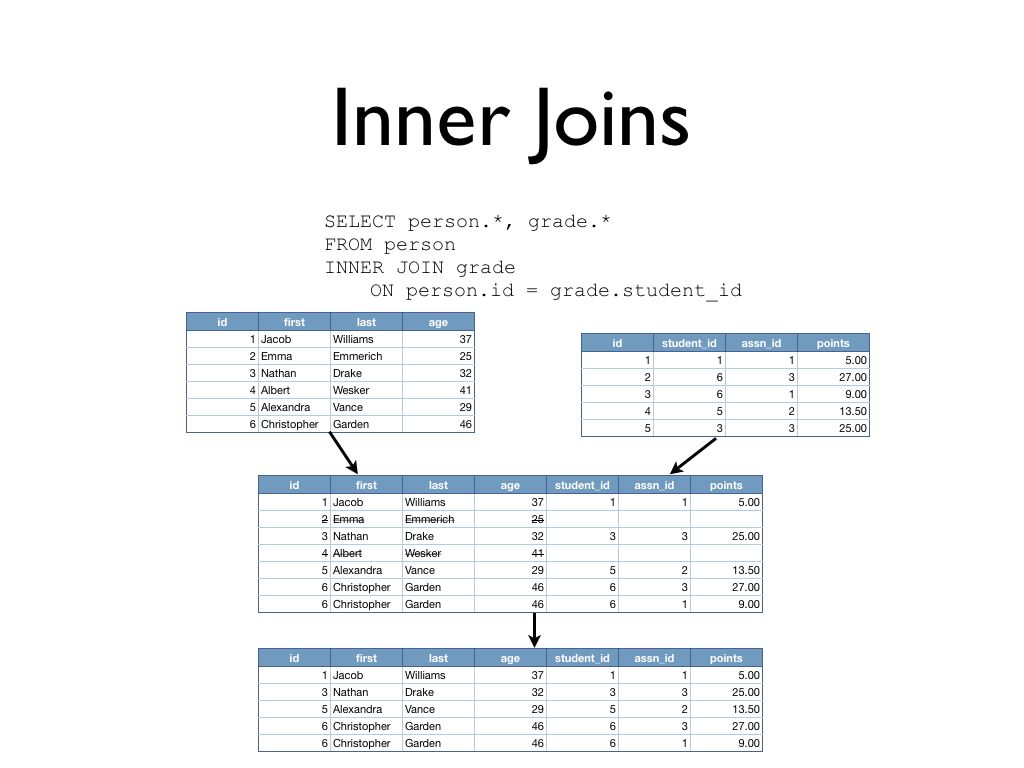 Inner Joins
SELECT person.*, grade.*
FROM person
INNER JOIN grade
ON person.id = grade.student_id
id first last age
1 Jacob Williams 37
2 Emma Emmerich 25
3 Nathan Drake 32
4 Albert Wesker 41
5 Alexandra Vance 29
6 Christopher Garden 46
id student_id assn_id points
1 1 1 5.00
2 6 3 27.00
3 6 1 9.00
4 5 2 13.50
5 3 3 25.00
id first last age student_id assn_id points
1 Jacob Williams 37 1 1 5.00
2 Emma Emmerich 25
3 Nathan Drake 32 3 3 25.00
4 Albert Wesker 41
5 Alexandra Vance 29 5 2 13.50
6 Christopher Garden 46 6 3 27.00
6 Christopher Garden 46 6 1 9.00
id first last age student_id assn_id points
1 Jacob Williams 37 1 1 5.00
3 Nathan Drake 32 3 3 25.00
5 Alexandra Vance 29 5 2 13.50
6 Christopher Garden 46 6 3 27.00
6 Christopher Garden 46 6 1 9.00